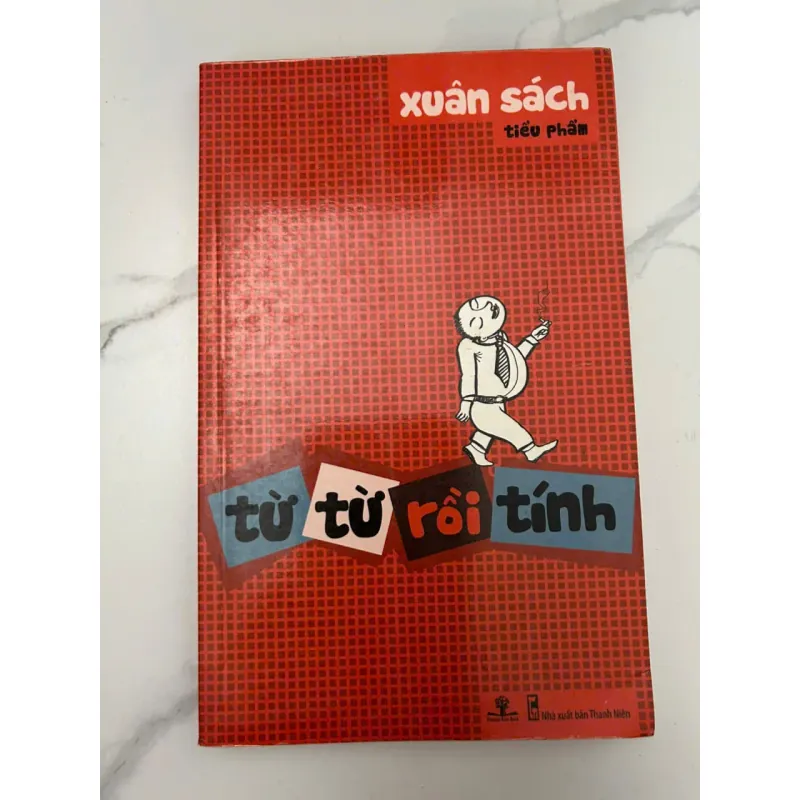 xuân sách
tiểu phẩm
từ từ rồi tính
Nhà xuất bản Thanh Niên